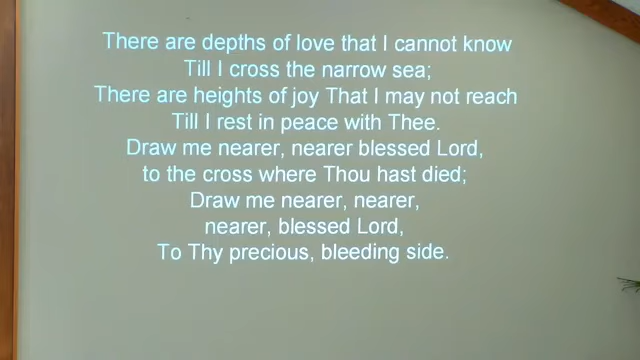 There are depths of love that I cannot know
Till I cross the narrow sea;
There are heights of joy That I may not reach
Till I rest in peace with Thee.
Draw me nearer, nearer blessed Lord,
to the cross where Thou hast died;
Draw me nearer, nearer,
nearer, blessed Lord,
To Thy precious, bleeding side.